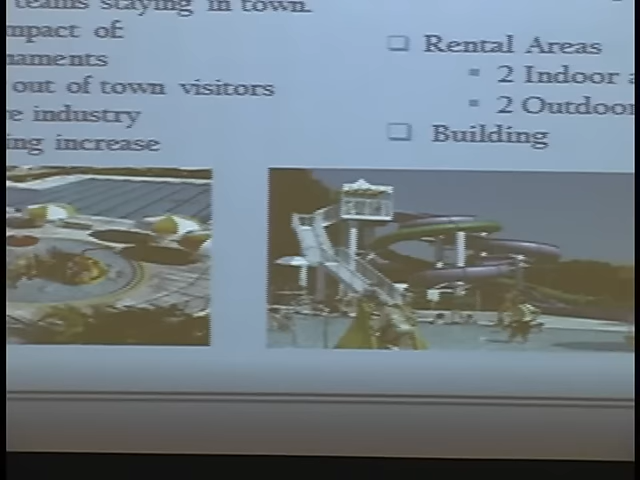 teams staying in town.
mpact of
naments
out of town visitors
e industry
ing increase
Rental Areas
2 Indoor
2 Outdoor
Building